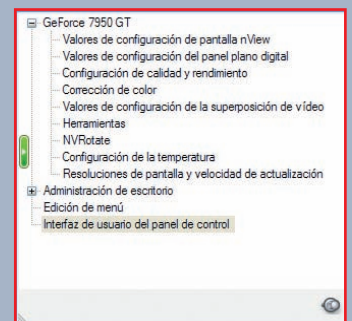 GeForce 7950 GT
Valores de configuración de pantalla nView
Valores de configuración del panel plano digital
Configuración de calidad y rendimiento
Corrección de color
Valores de configuración de la superposición de vídeo
Herramientas
NVRotate
Configuración de la temperatura
Resoluciones de pantalla y velocidad de actualización
Administración de escritorio
Edición de menú
Interfaz de usuario del panel de control